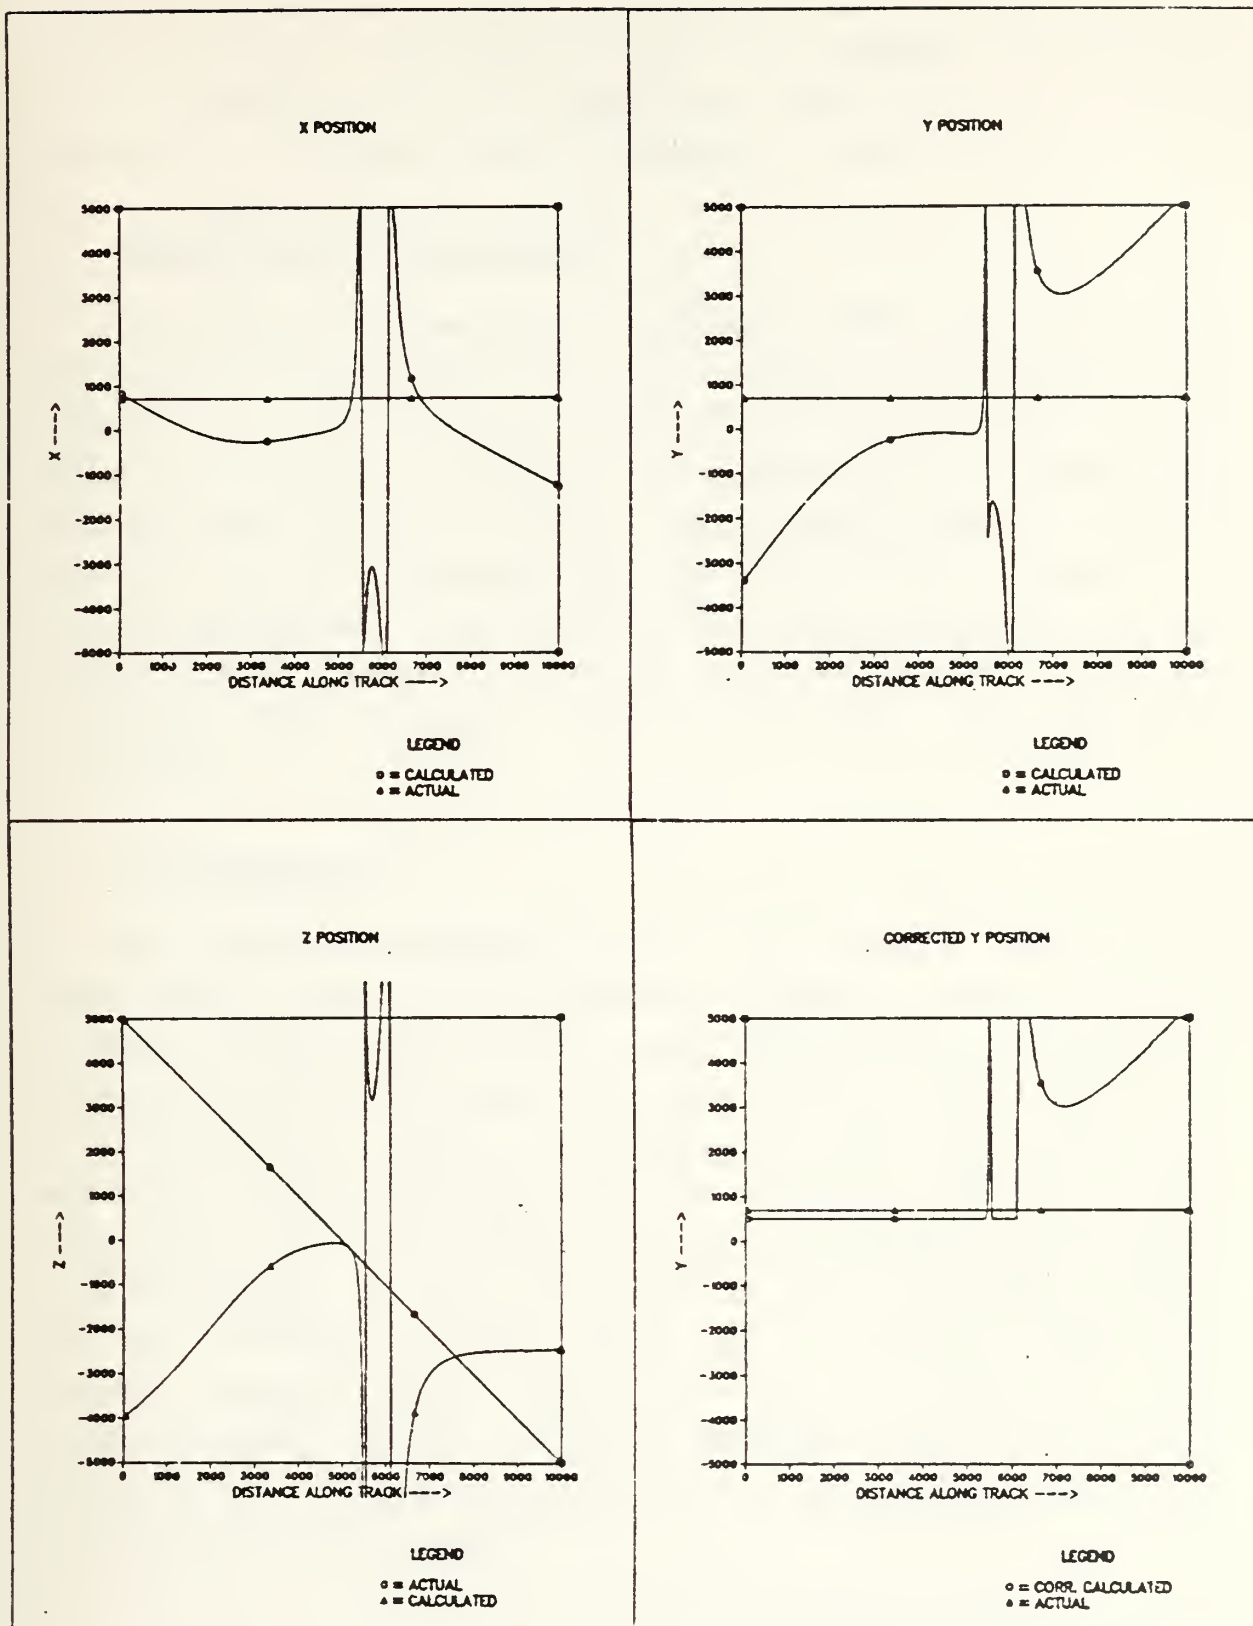 X POSITION
5000
4000
3000
2000
1000
0
-1000
-2000
-3000
-4000
-5000
X ---->
0 1000 2000 3000 4000 5000 6000 7000 8000 9000 10000
DISTANCE ALONG TRACK ---->
LEGEND
o = CALCULATED
▵ = ACTUAL
Y POSITION
5000
4000
3000
2000
1000
0
-1000
-2000
-3000
-4000
-5000
Y ---->
0 1000 2000 3000 4000 5000 6000 7000 8000 9000 10000
DISTANCE ALONG TRACK ---->
LEGEND
o = CALCULATED
▵ = ACTUAL
Z POSITION
5000
4000
3000
2000
1000
0
-1000
-2000
-3000
-4000
-5000
Z ---->
0 1000 2000 3000 4000 5000 6000 7000 8000 9000 10000
DISTANCE ALONG TRACK ---->
LEGEND
o = ACTUAL
▵ = CALCULATED
CORRECTED Y POSITION
5000
4000
3000
2000
1000
0
-1000
-2000
-3000
-4000
-5000
Y ---->
0 1000 2000 3000 4000 5000 6000 7000 8000 9000 10000
DISTANCE ALONG TRACK ---->
LEGEND
o = CORR. CALCULATED
▵ = ACTUAL